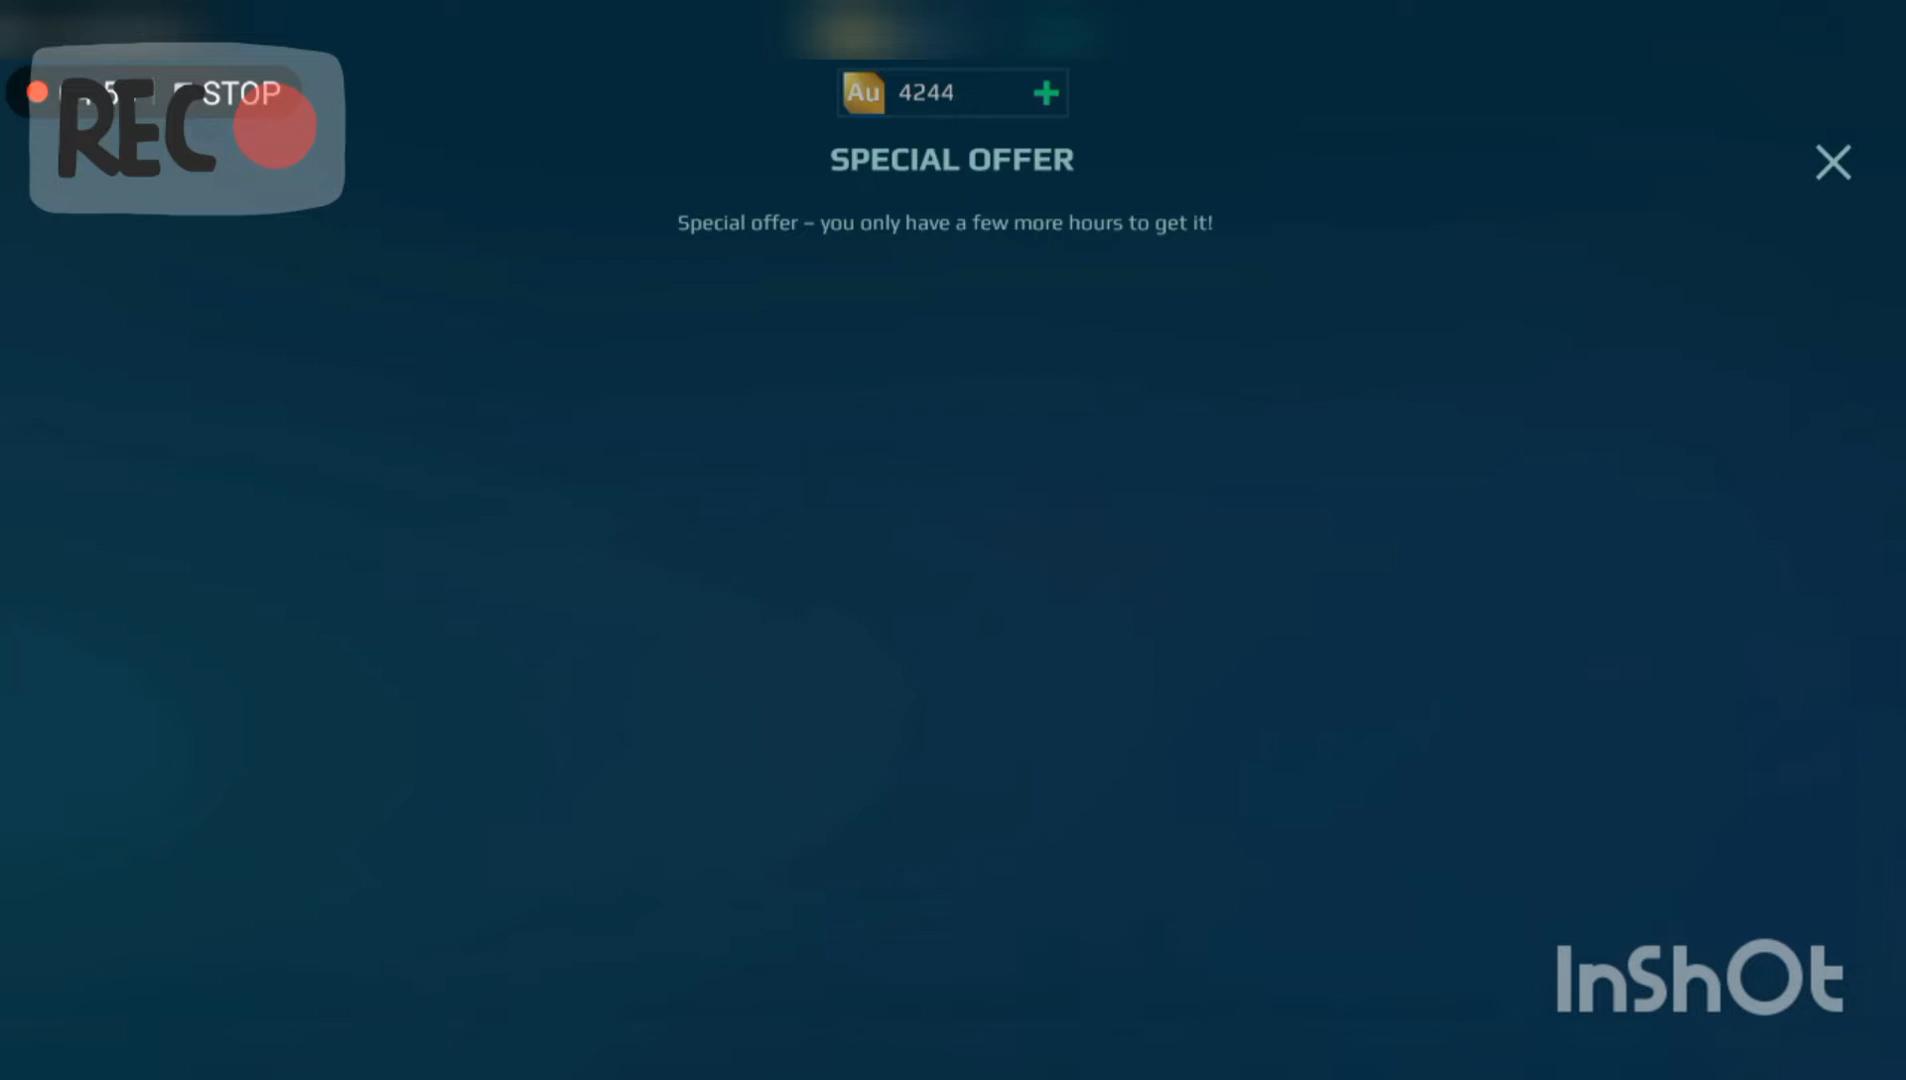 STOP
REC
Au 4244 +
SPECIAL OFFER
Special offer – you only have a few more hours to get it!
InShOt